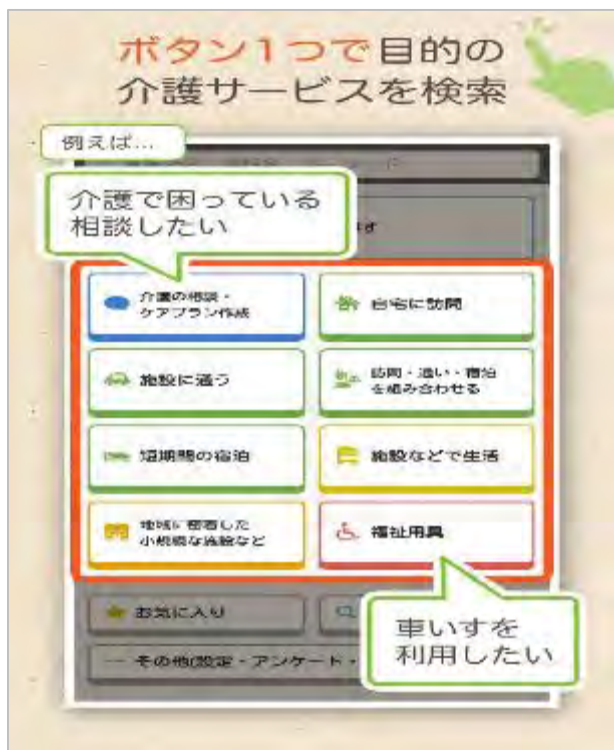 ボタン1つで目的の
介護サービスを検索
例えば...
介護で困っている
相談したい
す
介護の相談・
ケアプラン作成
自宅に訪問
施設に通う
訪問・通い・宿泊
を組み合わせる
短期間の宿泊
施設などで生活
地域に密着した
小規模な施設など
福祉用具
お気に入り
車いすを
利用したい
その他(設定・アンケート・